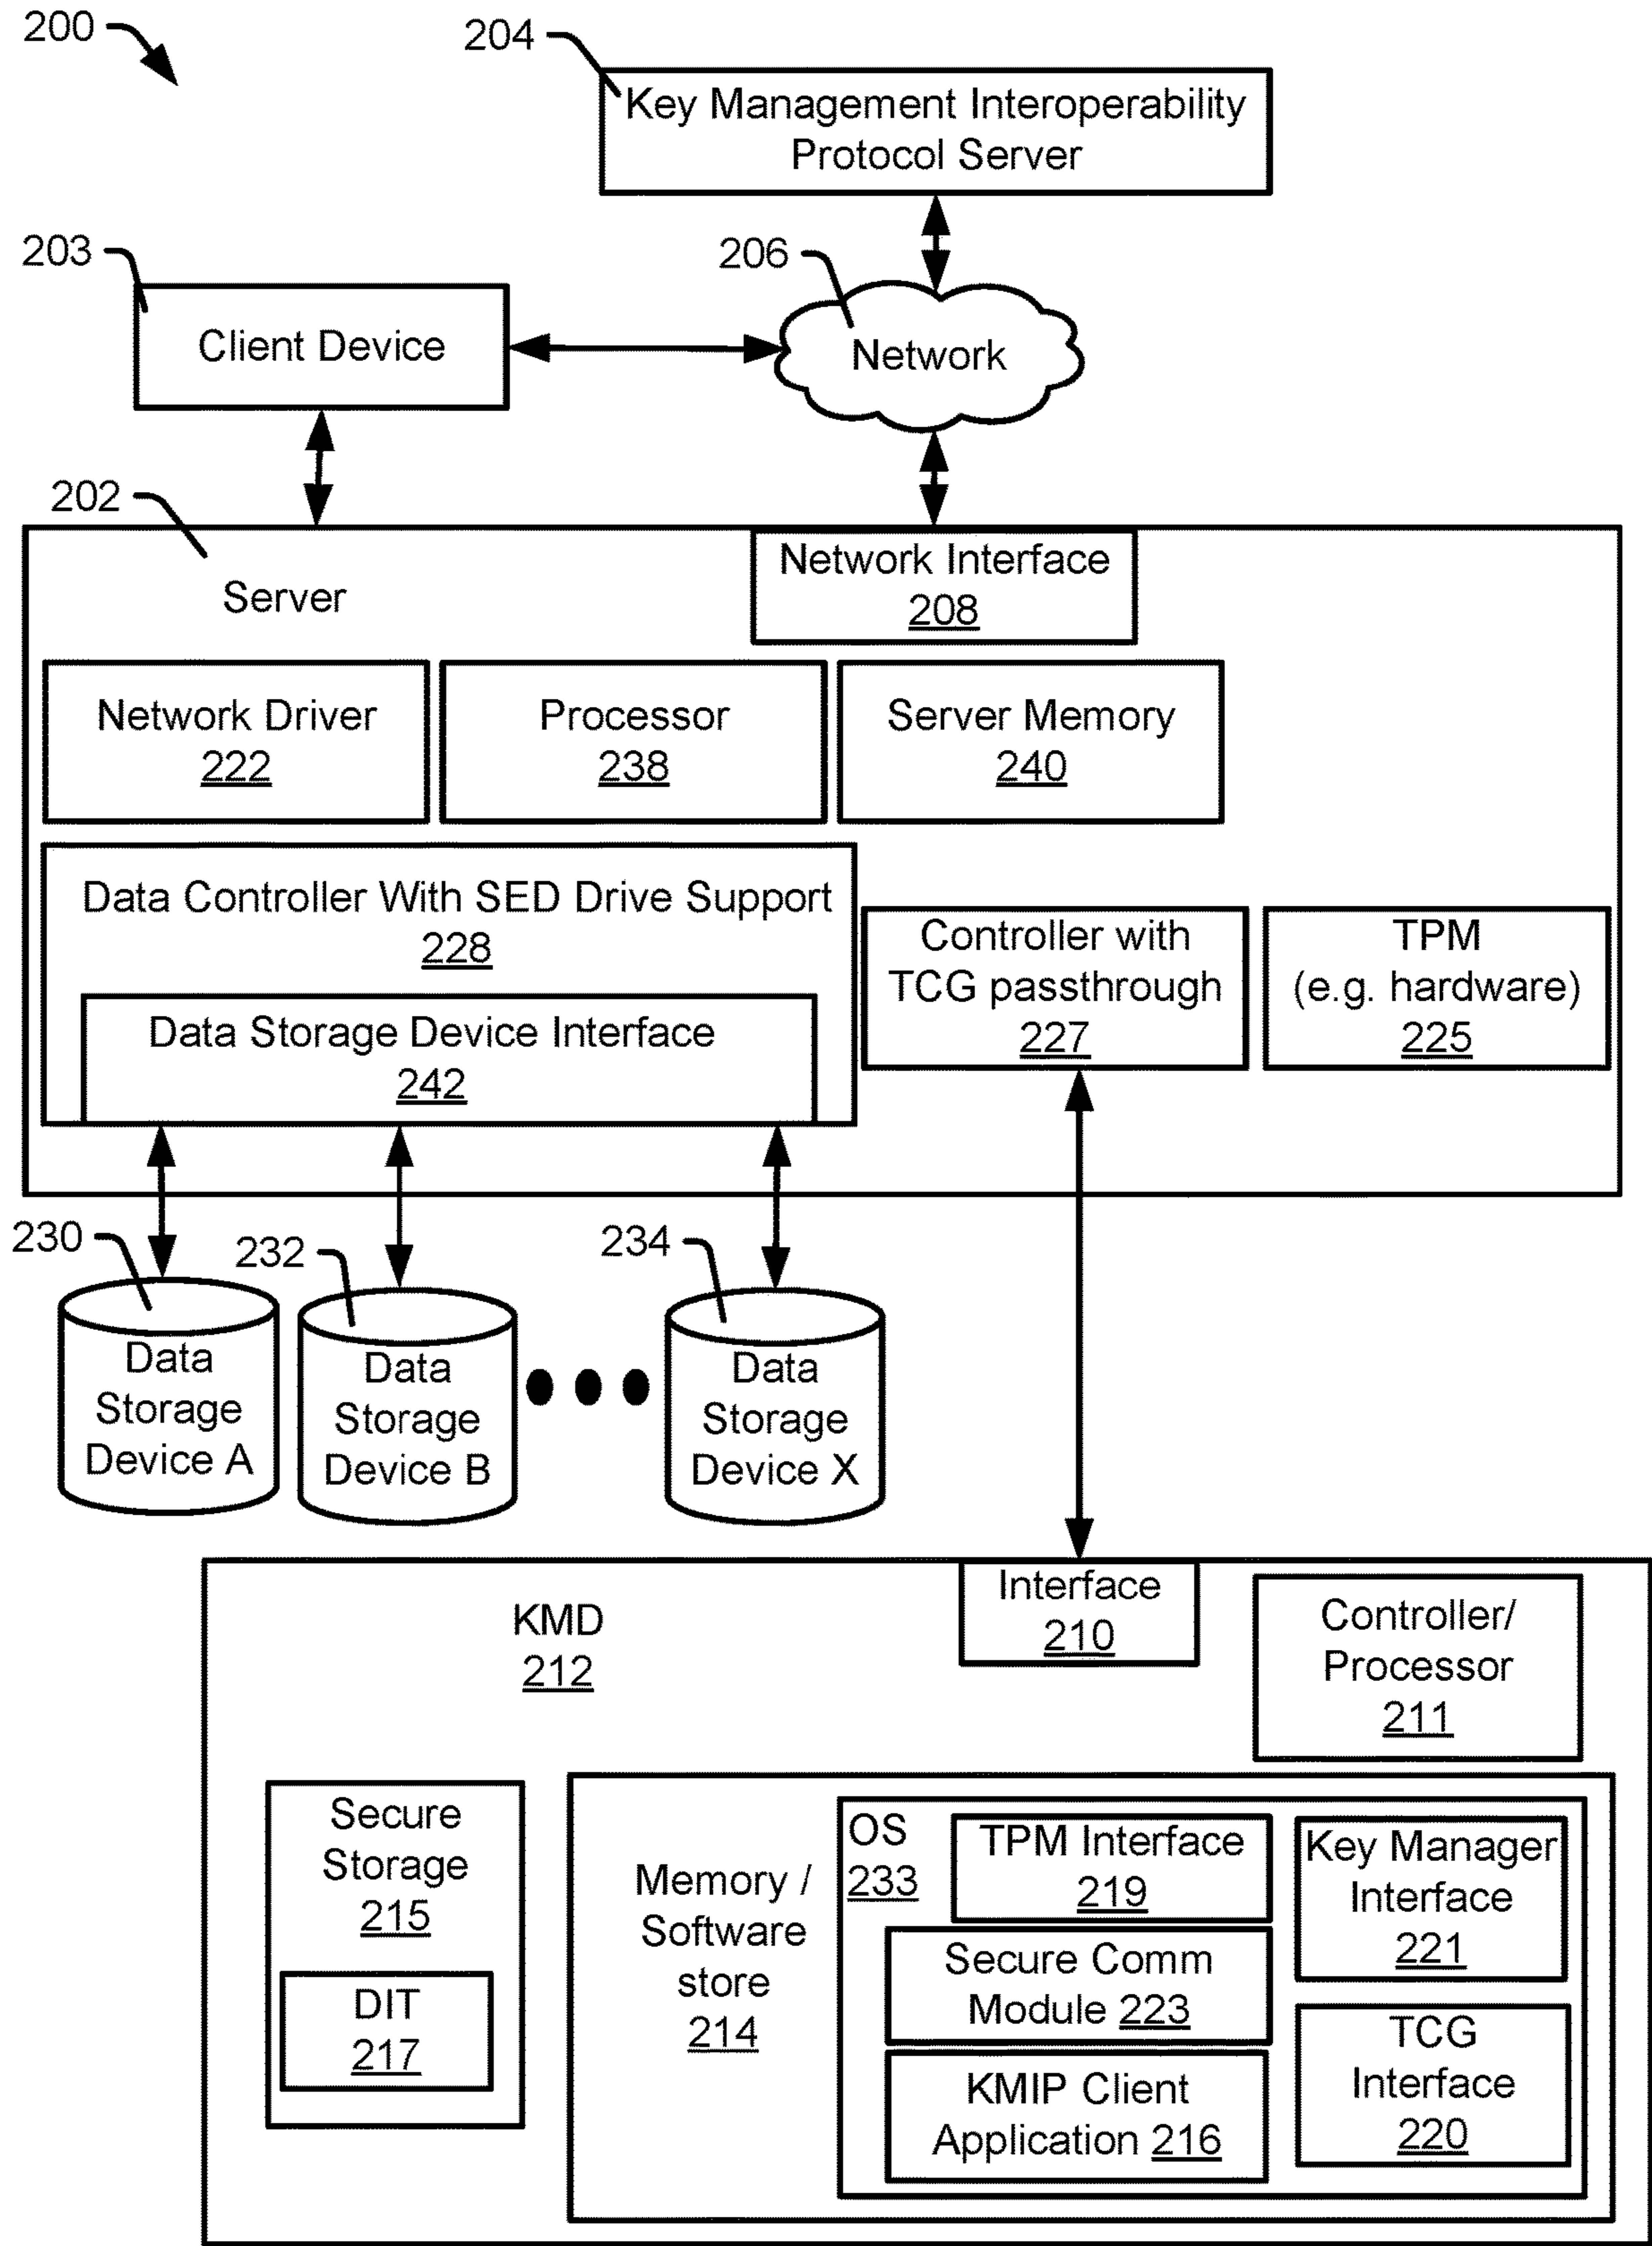 200
204
Key Management Interoperability
Protocol Server
203
206
Client Device
Network
202
Server
Network Interface
208
Network Driver
222
Processor
238
Server Memory
240
Data Controller With SED Drive Support
228
Data Storage Device Interface
242
Controller with
TCG passthrough
227
TPM
(e.g. hardware)
225
230
232
234
Data
Storage
Device A
Data
Storage
Device B
Data
Storage
Device X
KMD
212
Interface
210
Controller/
Processor
211
Secure
Storage
215
DIT
217
Memory /
Software
store
214
OS
233
TPM Interface
219
Secure Comm
Module 223
KMIP Client
Application 216
Key Manager
Interface
221
TCG
Interface
220